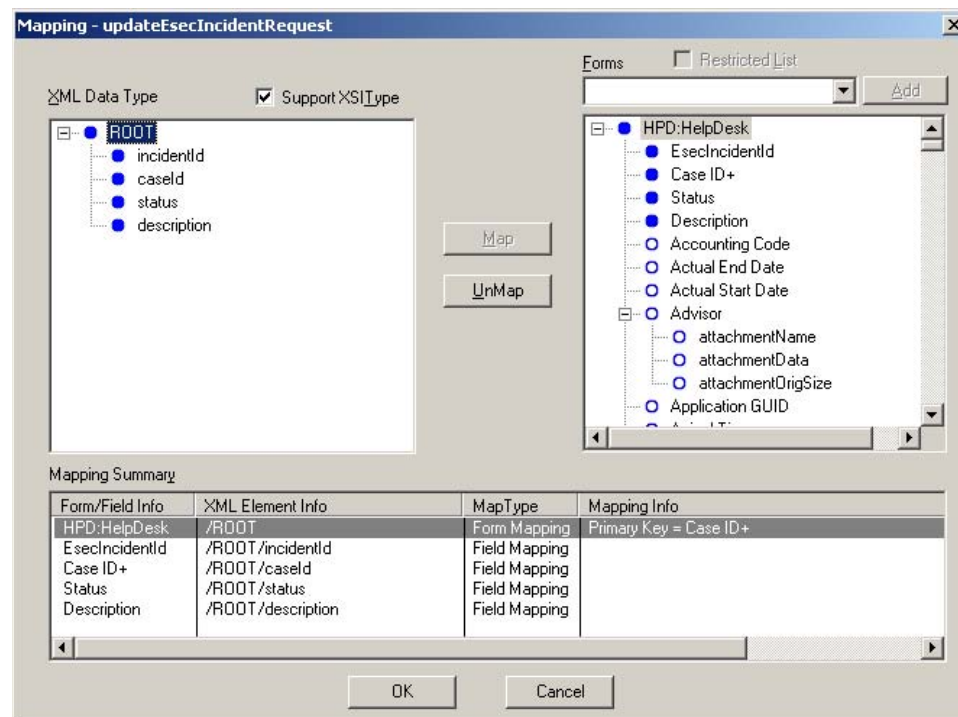 Mapping - updateEsecIncidentRequest
Forms Restricted List
XML Data Type Support XSIType
Add
ROOT
incidentId
caseId
status
description
Map
UnMap
HPD:HelpDesk
EsecIncidentId
Case ID+
Status
Description
Accounting Code
Actual End Date
Actual Start Date
Advisor
attachmentName
attachmentData
attachmentOrigSize
Application GUID
Mapping Summary
Form/Field Info XML Element Info MapType Mapping Info
HPD:HelpDesk /ROOT Form Mapping Primary Key = Case ID+
EsecIncidentId /ROOT/incidentId Field Mapping
Case ID+ /ROOT/caseId Field Mapping
Status /ROOT/status Field Mapping
Description /ROOT/description Field Mapping
OK Cancel